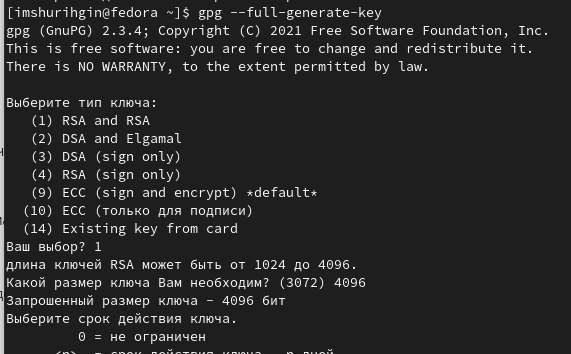 [imshurihgin@fedora ~]$ gpg --full-generate-key
gpg (GnuPG) 2.3.4; Copyright (C) 2021 Free Software Foundation, Inc.
This is free software: you are free to change and redistribute it.
There is NO WARRANTY, to the extent permitted by law.
Выберите тип ключа:
(1) RSA and RSA
(2) DSA and Elgamal
(3) DSA (sign only)
(4) RSA (sign only)
(9) ECC (sign and encrypt) *default*
(10) ECC (только для подписи)
(14) Existing key from card
Ваш выбор? 1
длина ключей RSA может быть от 1024 до 4096.
Какой размер ключа Вам необходим? (3072) 4096
Запрошенный размер ключа - 4096 бит
Выберите срок действия ключа.
0 = не ограничен
<n> = срок действия ключа - n дней